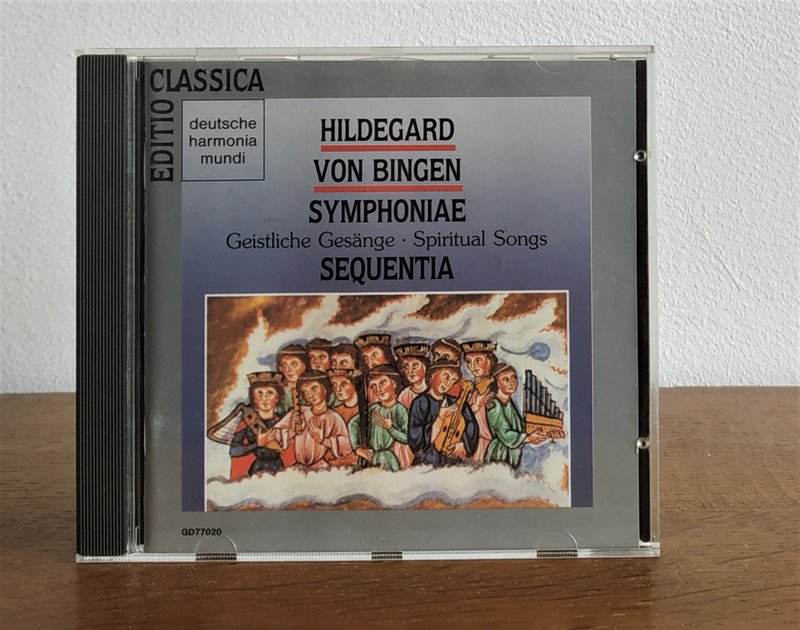 EDITIO CLASSICA
deutsche
harmonia
mundi
HILDEGARD
VON BINGEN
SYMPHONIAE
Geistliche Gesänge · Spiritual Songs
SEQUENTIA
GD77020